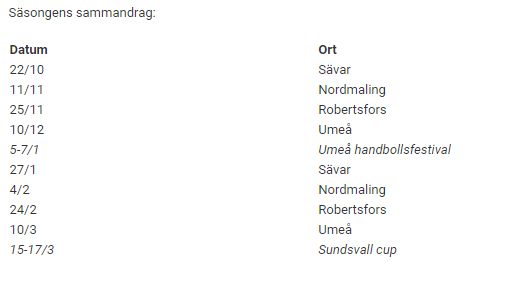 Säsongens sammandrag:
Datum Ort
22/10 Sävar
11/11 Nordmaling
25/11 Robertsfors
10/12 Umeå
5-7/1 Umeå handbollsfestival
27/1 Sävar
4/2 Nordmaling
24/2 Robertsfors
10/3 Umeå
15-17/3 Sundsvall cup